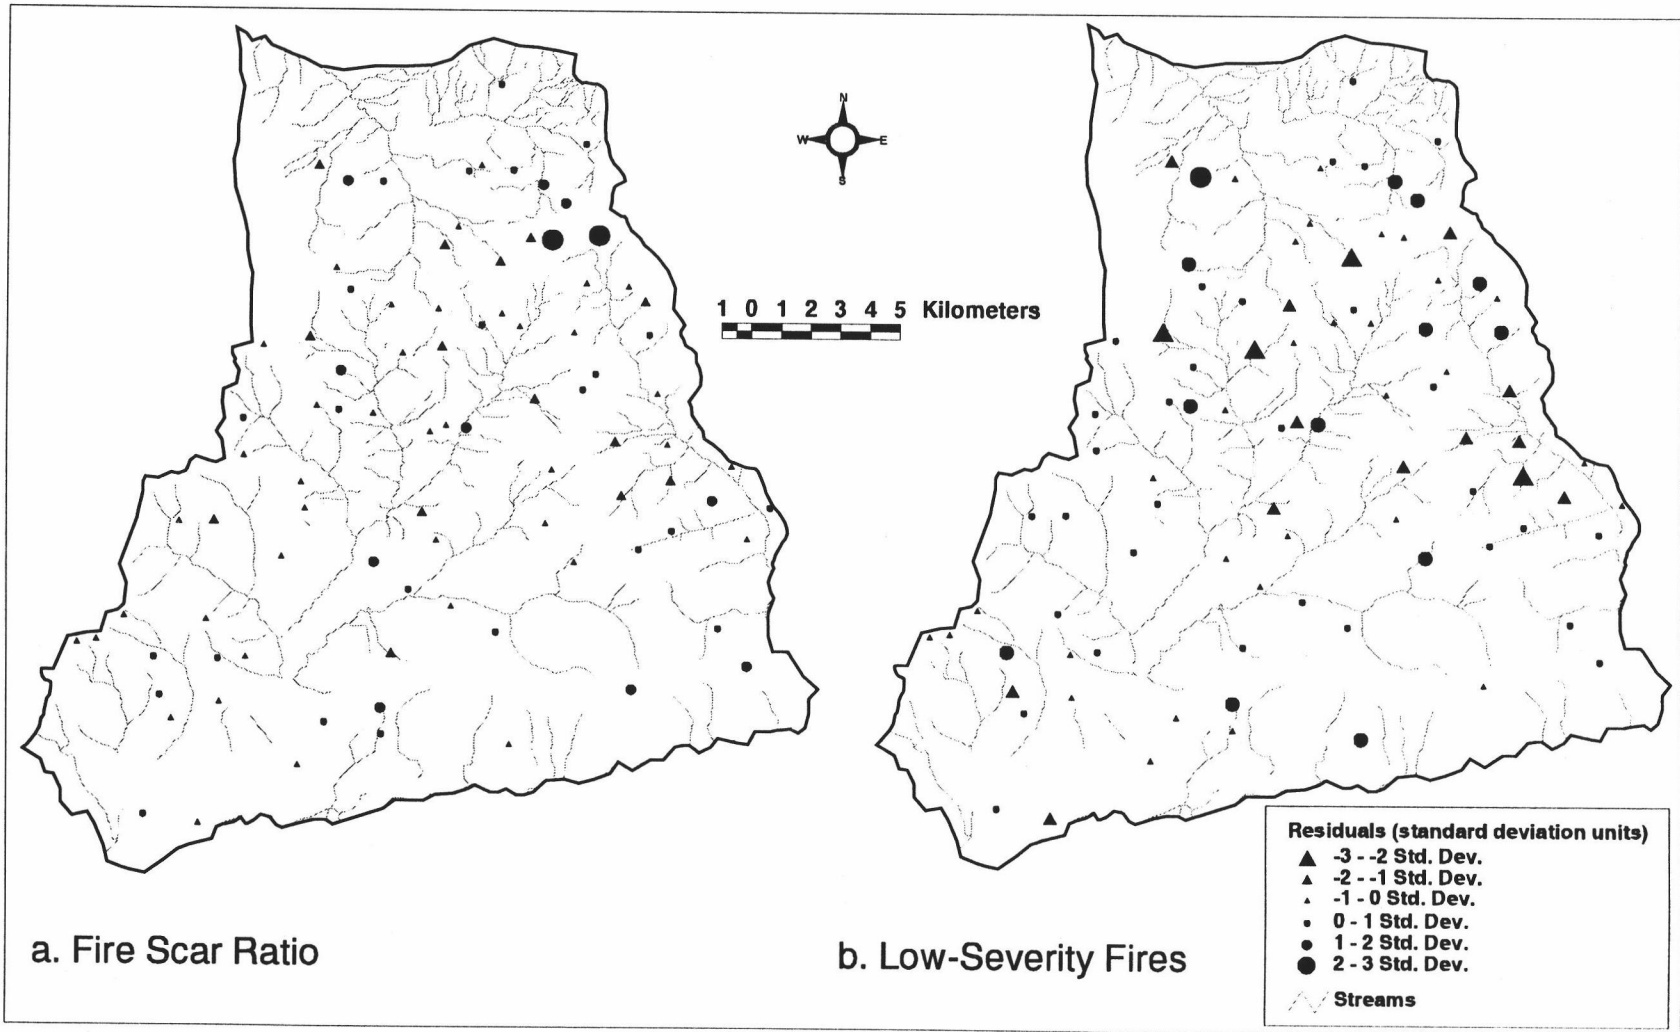 N
W E
S
1 0 1 2 3 4 5 Kilometers
a. Fire Scar Ratio
b. Low-Severity Fires
Residuals (standard deviation units)
-3 - -2 Std. Dev.
-2 - -1 Std. Dev.
-1 - 0 Std. Dev.
0 - 1 Std. Dev.
1 - 2 Std. Dev.
2 - 3 Std. Dev.
Streams